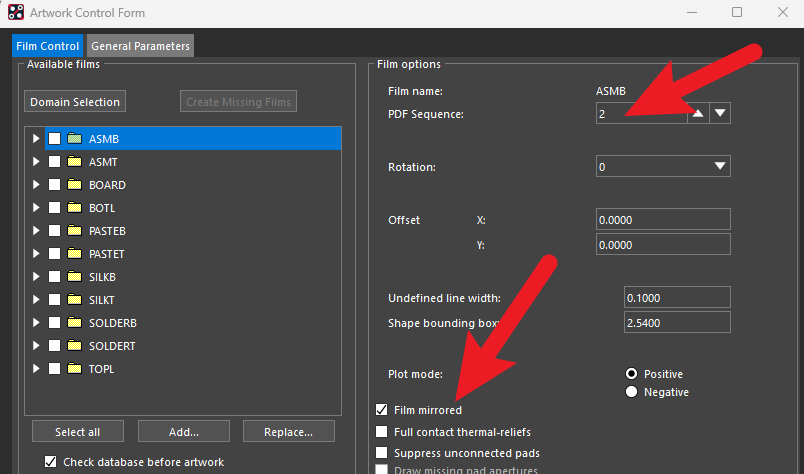 Artwork Control Form
Film Control
General Parameters
Available films
Domain Selection
Create Missing Films
ASMB
ASMT
BOARD
BOTL
PASTEB
PASTET
SILKB
SILKT
SOLDERB
SOLDERT
TOPL
Select all
Add...
Replace...
Check database before artwork
Film options
Film name: ASMB
PDF Sequence: 2
Rotation: 0
Offset X: 0.0000
Y: 0.0000
Undefined line width: 0.1000
Shape bounding box: 2.5400
Plot mode: Positive
Negative
Film mirrored
Full contact thermal-reliefs
Suppress unconnected pads
Draw missing pad apertures